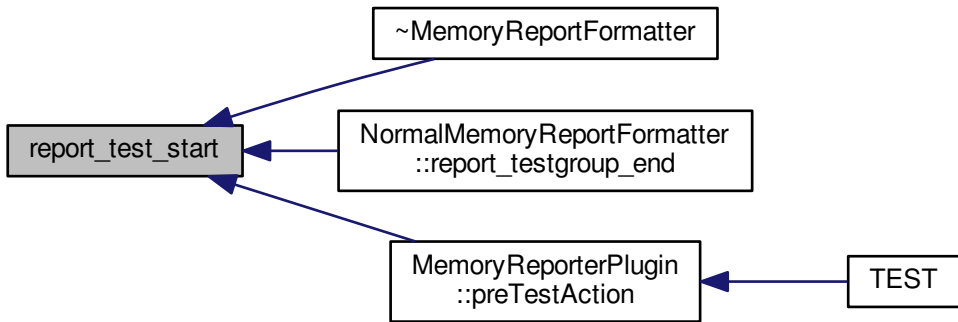 ~MemoryReportFormatter
report_test_start
NormalMemoryReportFormatter
::report_testgroup_end
MemoryReporterPlugin
::preTestAction
TEST